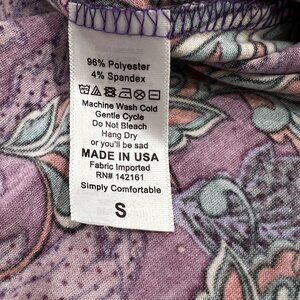 96% Polyester
4% Spandex
Machine Wash Cold
Gentle Cycle
Do Not Bleach
Hang Dry
or you'll be sad
MADE IN USA
Fabric Imported
RN# 142161
Simply Comfortable
S